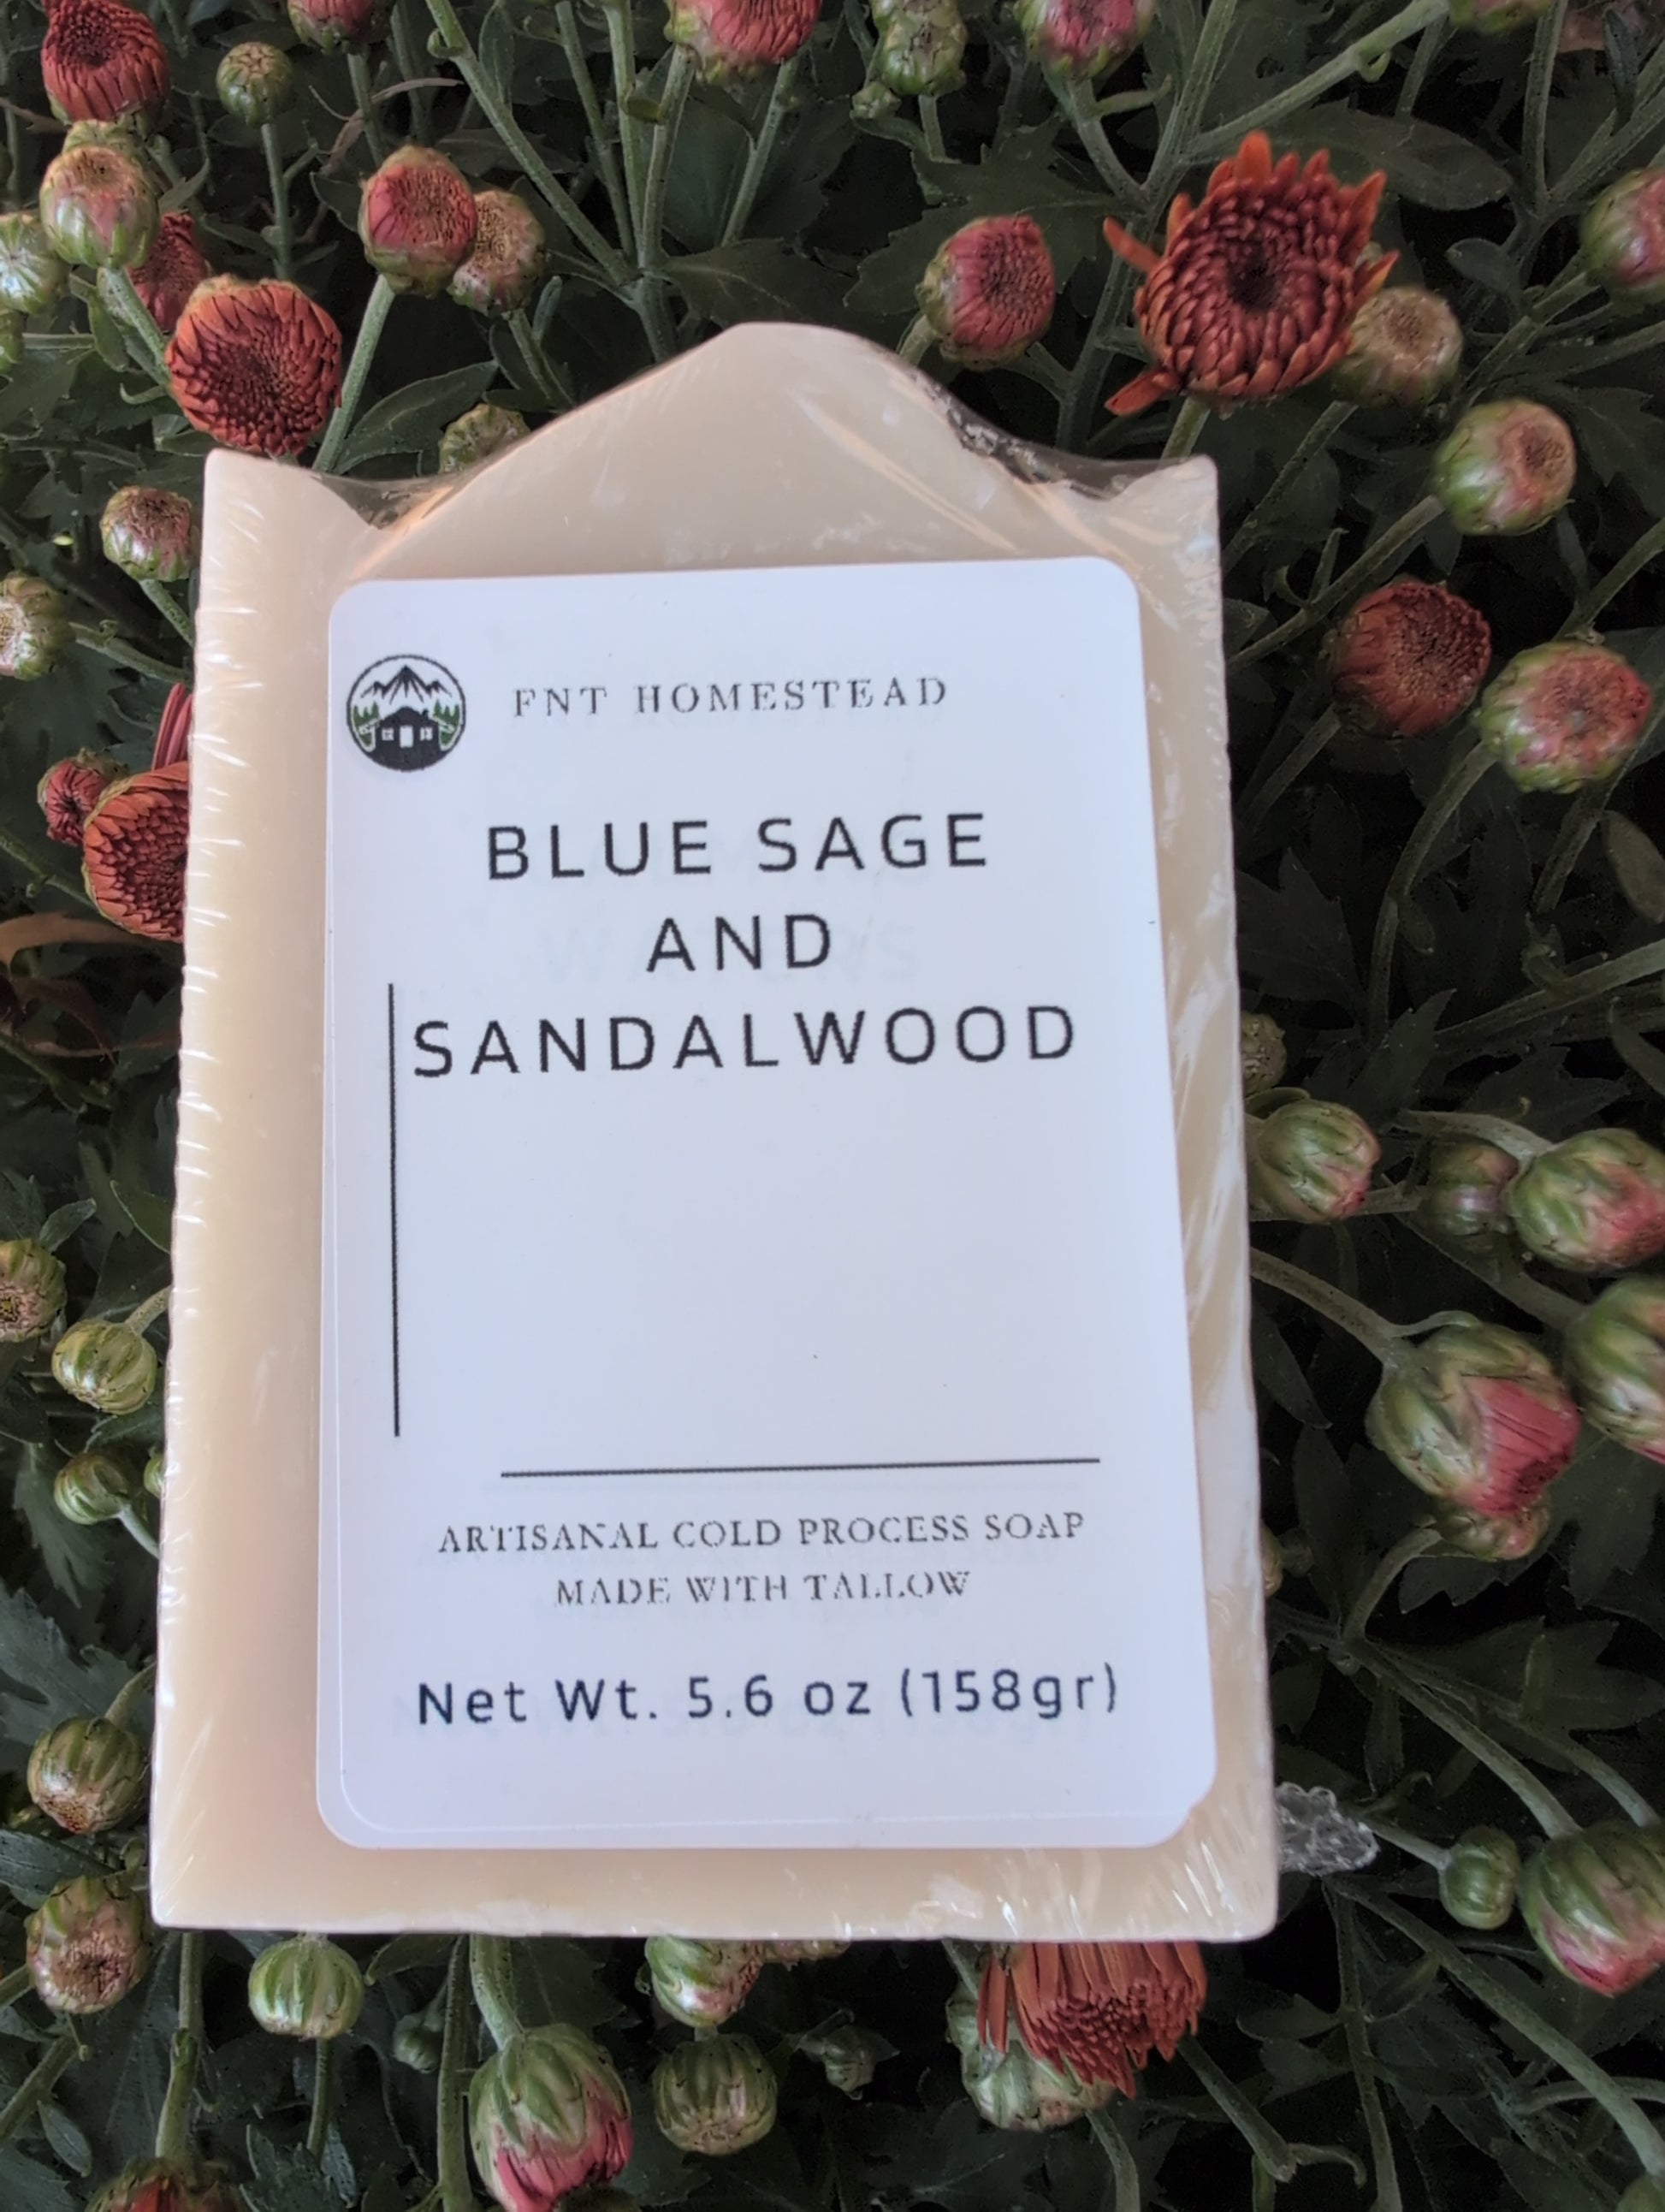 FNT HOMESTEAD
BLUE SAGE
AND
SANDALWOOD
ARTISANAL COLD PROCESS SOAP
MADE WITH TALLOW
Net Wt. 5.6 oz (158gr)